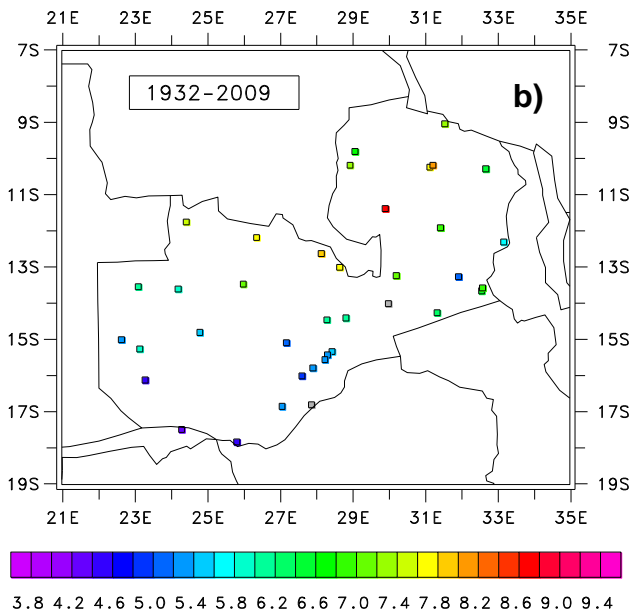 21E 23E 25E 27E 29E 31E 33E 35E
7S 7S
1932-2009 b)
9S 9S
11S 11S
13S 13S
15S 15S
17S 17S
19S 19S
21E 23E 25E 27E 29E 31E 33E 35E
3.8 4.2 4.6 5.0 5.4 5.8 6.2 6.6 7.0 7.4 7.8 8.2 8.6 9.0 9.4